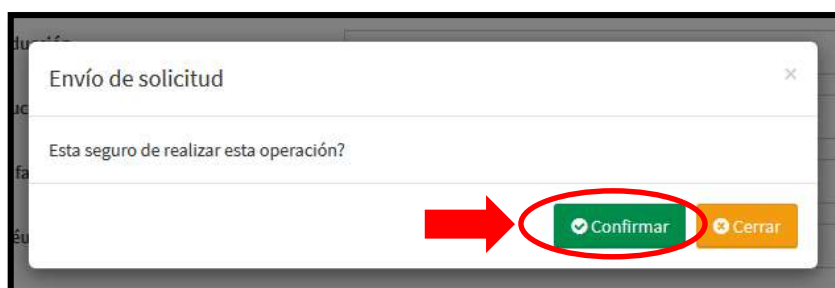 Envío de solicitud
Esta seguro de realizar esta operación?
Confirmar
Cerrar